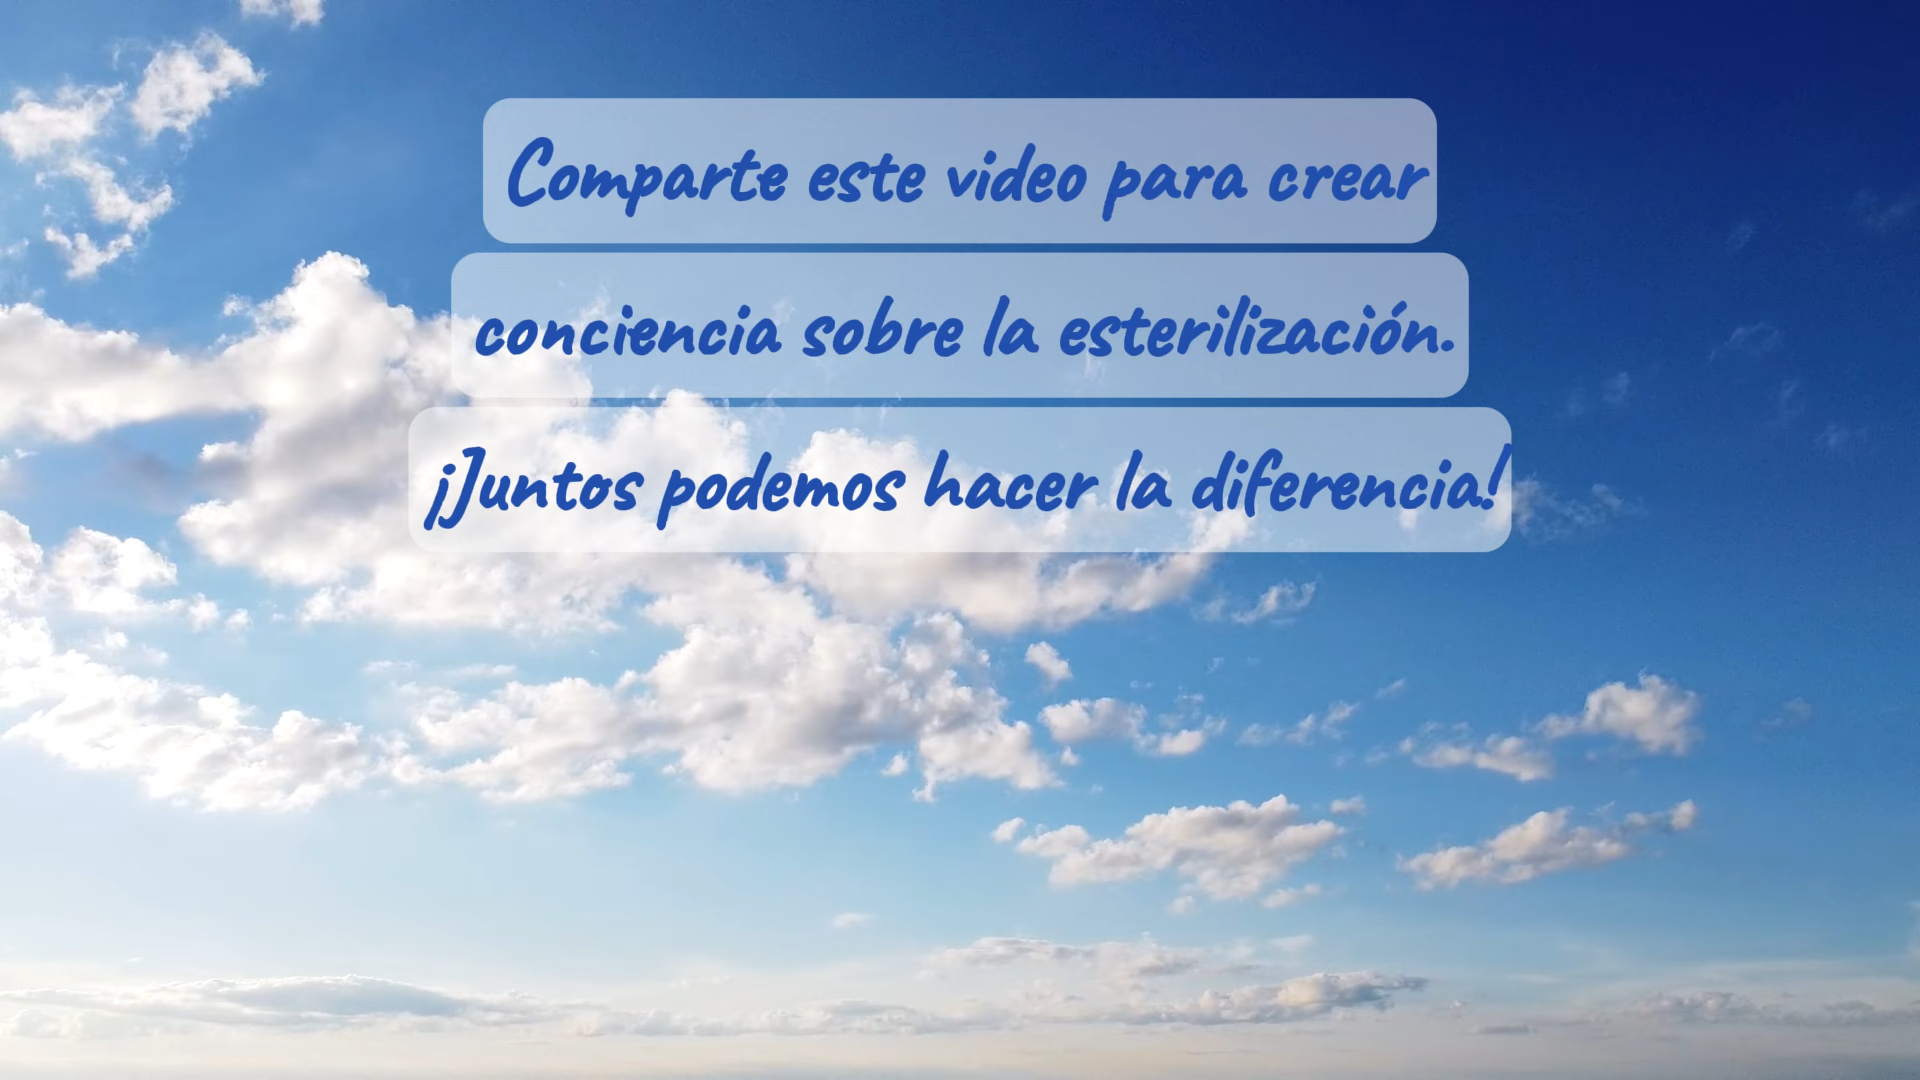 Comparte este video para crear
conciencia sobre la esterilización.
¡Juntos podemos hacer la diferencia!